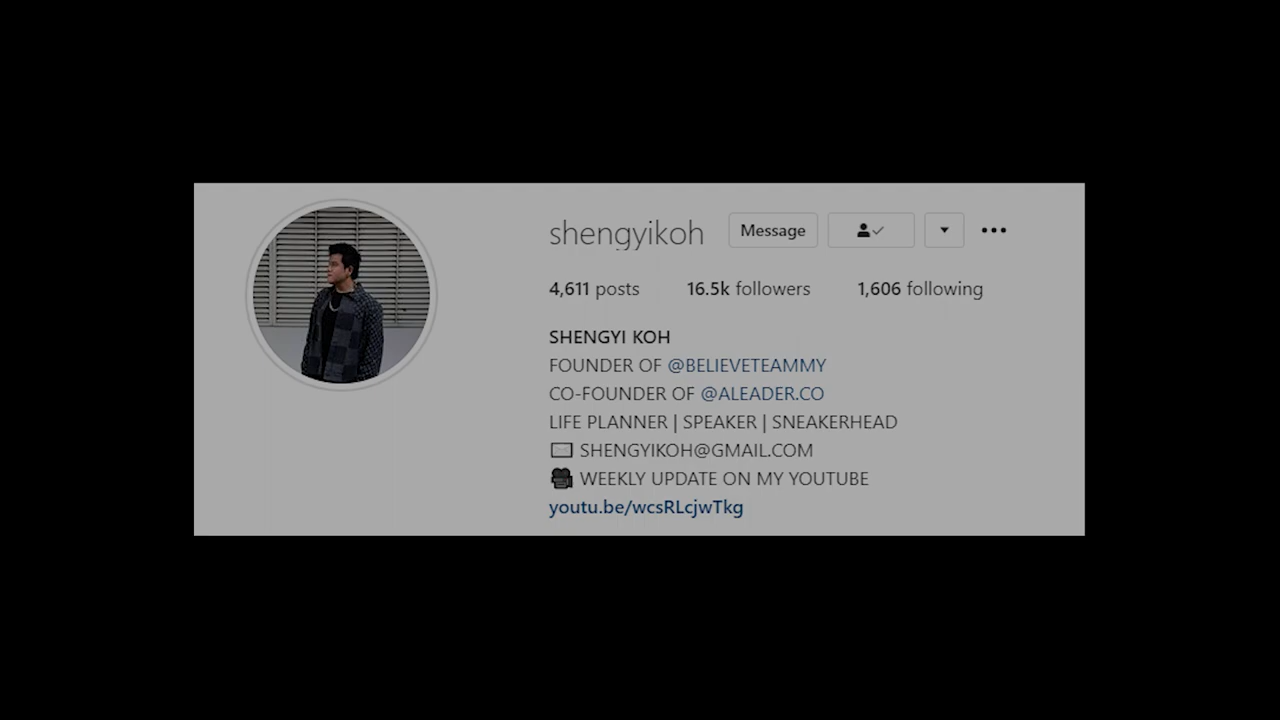 shengyikoh Message
4,611 posts 16.5k followers 1,606 following
SHENGYI KOH
FOUNDER OF @BELIEVETEAMMY
CO-FOUNDER OF @ALEADER.CO
LIFE PLANNER | SPEAKER | SNEAKERHEAD
SHENGYIKOH@GMAIL.COM
WEEKLY UPDATE ON MY YOUTUBE
youtu.be/wcsRLcjwTkg